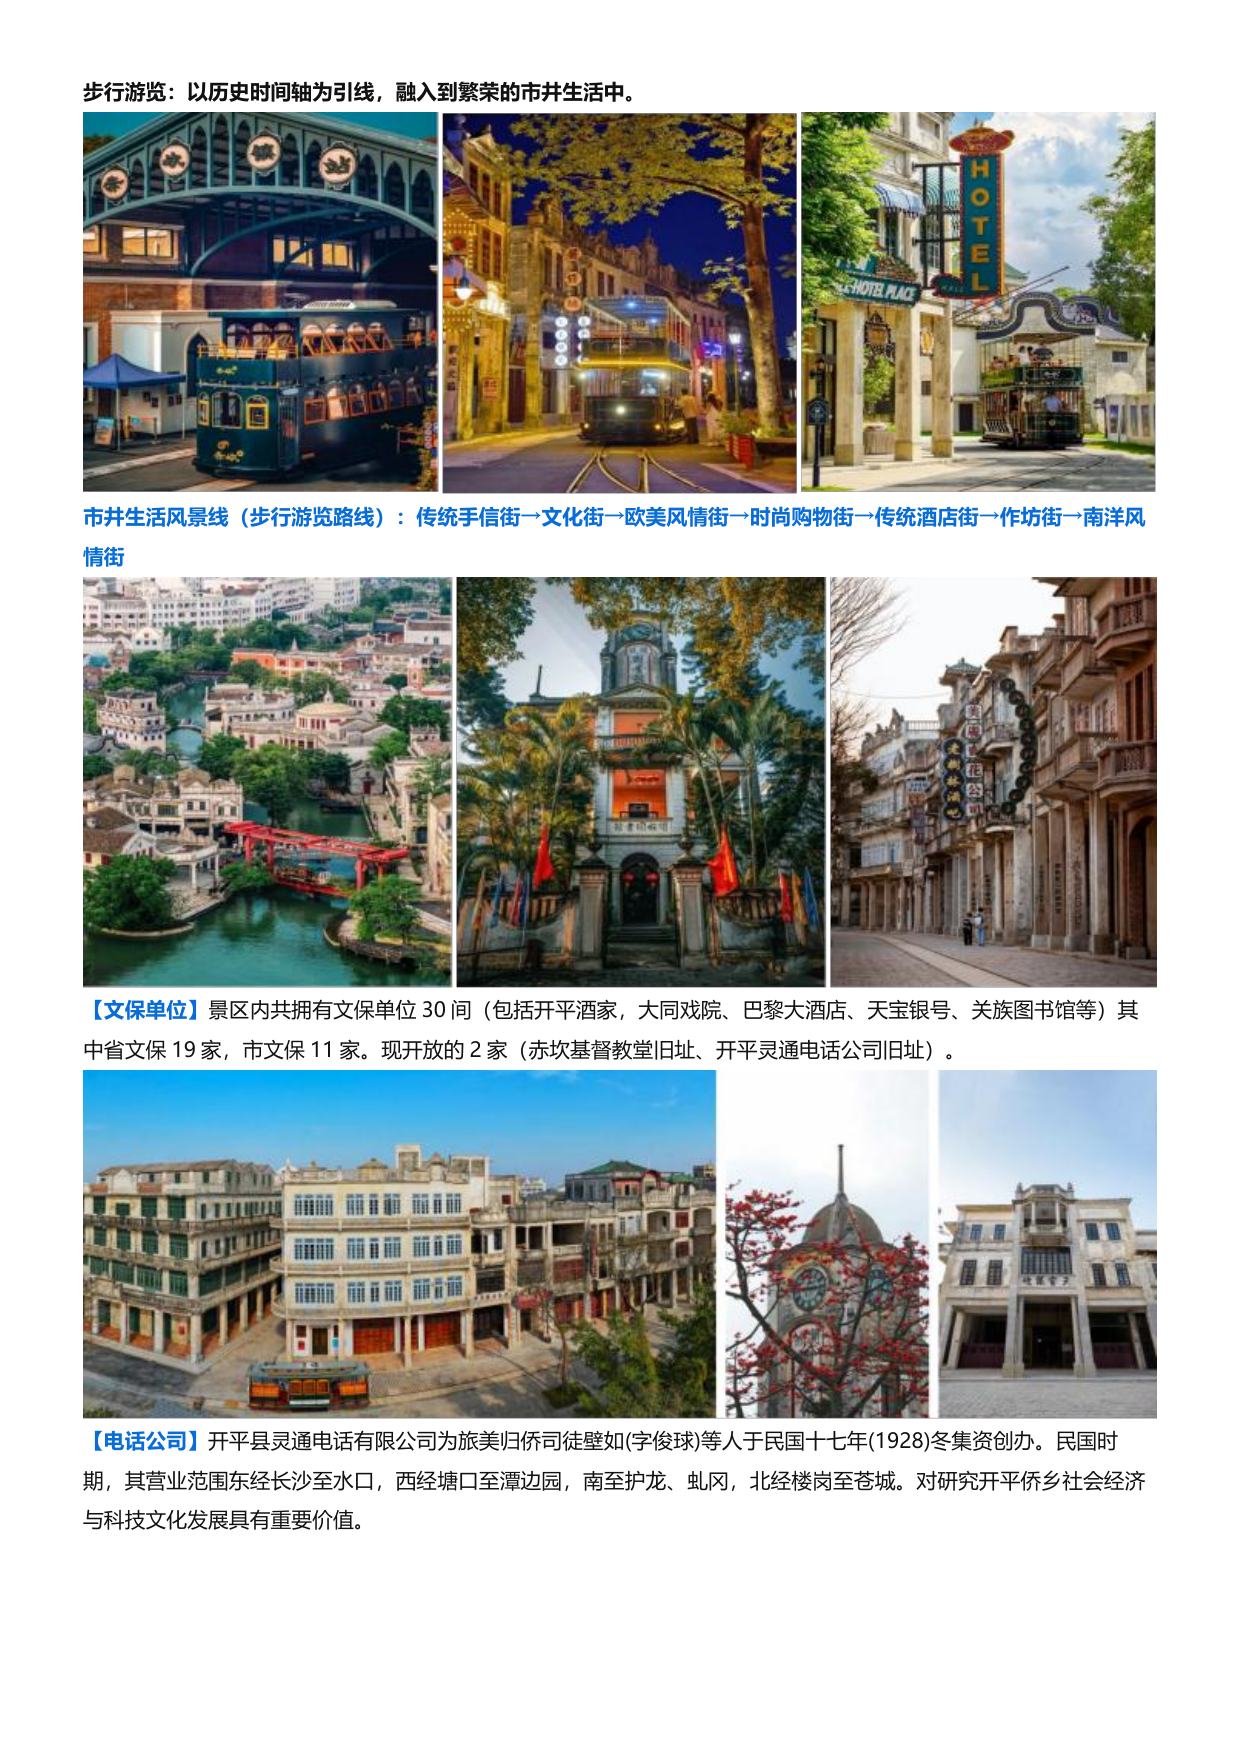 步行游览：以历史时间轴为引线，融入到繁荣的市井生活中。
HOTEL
HOTEL PLACE
市井生活风景线（步行游览路线）：传统手信街→文化街→欧美风情街→时尚购物街→传统酒店街→作坊街→南洋风
情街
【文保单位】景区内共拥有文保单位 30 间（包括开平酒家，大同戏院、巴黎大酒店、天宝银号、关族图书馆等）其
中省文保 19 家，市文保 11 家。现开放的 2 家（赤坎基督教堂旧址、开平灵通电话公司旧址）。
【电话公司】开平县灵通电话有限公司为旅美归侨司徒壁如(字俊球)等人于民国十七年(1928)冬集资创办。民国时
期，其营业范围东经长沙至水口，西经塘口至潭边园，南至护龙、虬冈，北经楼岗至苍城。对研究开平侨乡社会经济
与科技文化发展具有重要价值。